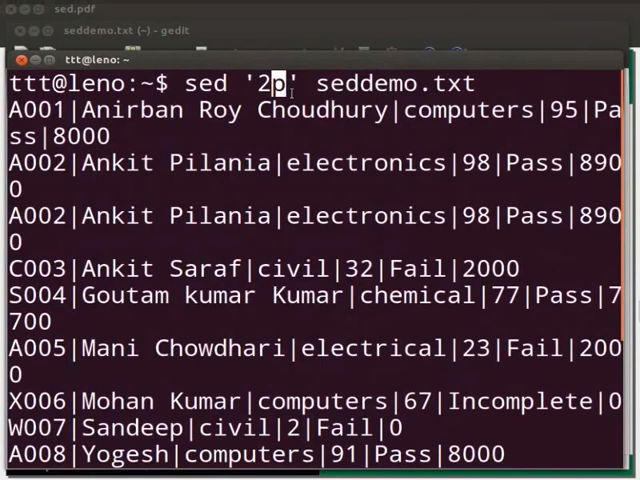 sed.pdf
seddemo.txt (~) - gedit
ttt@leno: ~
ttt@leno:~$ sed '2p' seddemo.txt
A001|Anirban Roy Choudhury|computers|95|Pa
ss|8000
A002|Ankit Pilania|electronics|98|Pass|890
0
A002|Ankit Pilania|electronics|98|Pass|890
0
C003|Ankit Saraf|civil|32|Fail|2000
S004|Goutam kumar Kumar|chemical|77|Pass|7
700
A005|Mani Chowdhari|electrical|23|Fail|200
0
X006|Mohan Kumar|computers|67|Incomplete|0
W007|Sandeep|civil|2|Fail|0
A008|Yogesh|computers|91|Pass|8000